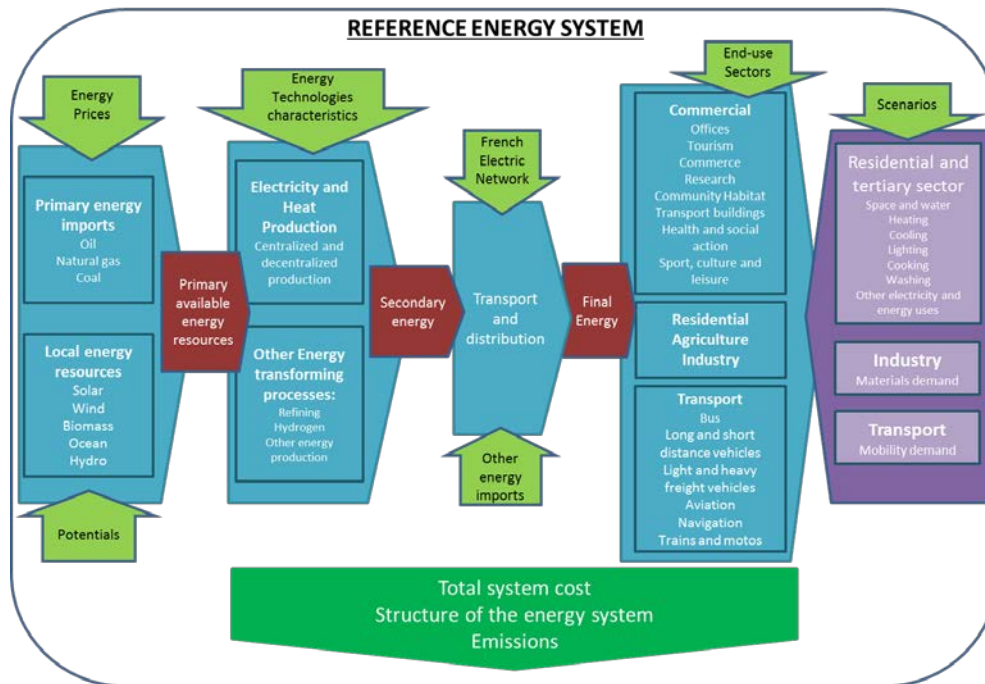 REFERENCE ENERGY SYSTEM
Energy
Prices
Primary energy
imports
Oil
Natural gas
Coal
Local energy
resources
Solar
Wind
Biomass
Ocean
Hydro
Potentials
Primary
available
energy
resources
Energy
Technologies
characteristics
Electricity and
Heat
Production
Centralized and
decentralized
production
Other Energy
transforming
processes:
Refining
Hydrogen
Other energy
production
Secondary
energy
French
Electric
Network
Transport
and
distribution
Other
energy
imports
Final
Energy
End-use
Sectors
Commercial
Offices
Tourism
Commerce
Research
Community Habitat
Transport buildings
Health and social
action
Sport, culture and
leisure
Residential
Agriculture
Industry
Transport
Bus
Long and short
distance vehicles
Light and heavy
freight vehicles
Aviation
Navigation
Trains and motos
Scenarios
Residential and
tertiary sector
Space and water
Heating
Cooling
Lighting
Cooking
Washing
Other electricity and
energy uses
Industry
Materials demand
Transport
Mobility demand
Total system cost
Structure of the energy system
Emissions